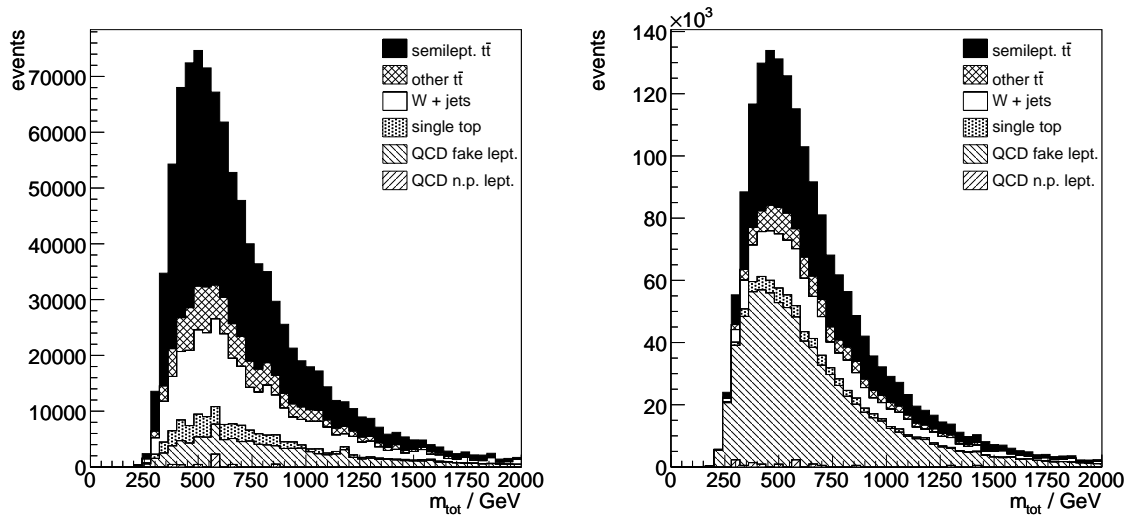 events
70000
60000
50000
40000
30000
20000
10000
0
0 250 500 750 1000 1250 1500 1750 2000
m_tot / GeV
semilept. tt̄
other tt̄
W + jets
single top
QCD fake lept.
QCD n.p. lept.
×10³
events
140
120
100
80
60
40
20
0
0 250 500 750 1000 1250 1500 1750 2000
m_tot / GeV
semilept. tt̄
other tt̄
W + jets
single top
QCD fake lept.
QCD n.p. lept.